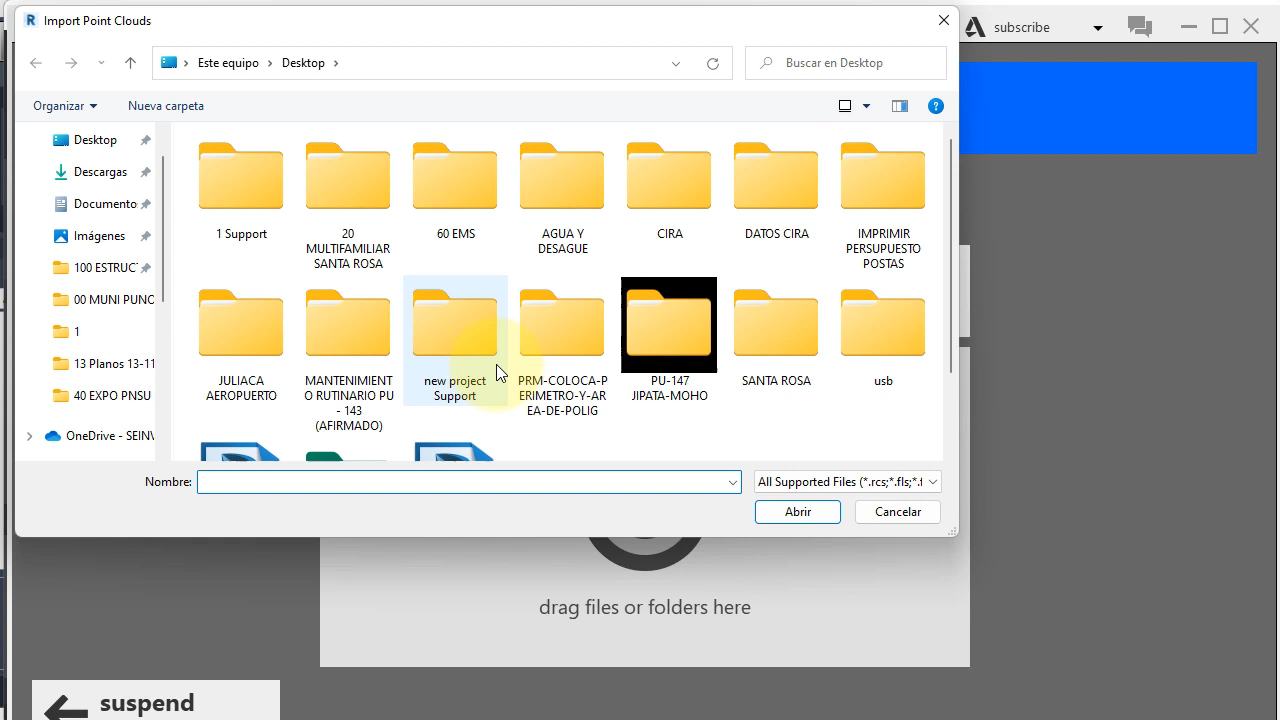 R Import Point Clouds
subscribe
Este equipo > Desktop >
Buscar en Desktop
Organizar
Nueva carpeta
Desktop
Descargas
Documento
Imágenes
100 ESTRUC
00 MUNI PUNC
1
13 Planos 13-11
40 EXPO PNSU
OneDrive - SEINV
1 Support
20
MULTIFAMILIAR
SANTA ROSA
60 EMS
AGUA Y
DESAGUE
CIRA
DATOS CIRA
IMPRIMIR
PERSUPUESTO
POSTAS
JULIACA
AEROPUERTO
MANTENIMIENT
O RUTINARIO PU
- 143
(AFIRMADO)
new project
Support
PRM-COLOCA-P
ERIMETRO-Y-AR
EA-DE-POLIG
PU-147
JIPATA-MOHO
SANTA ROSA
usb
Nombre:
All Supported Files (*.rcs;*.fls;*.f
Abrir
Cancelar
drag files or folders here
suspend